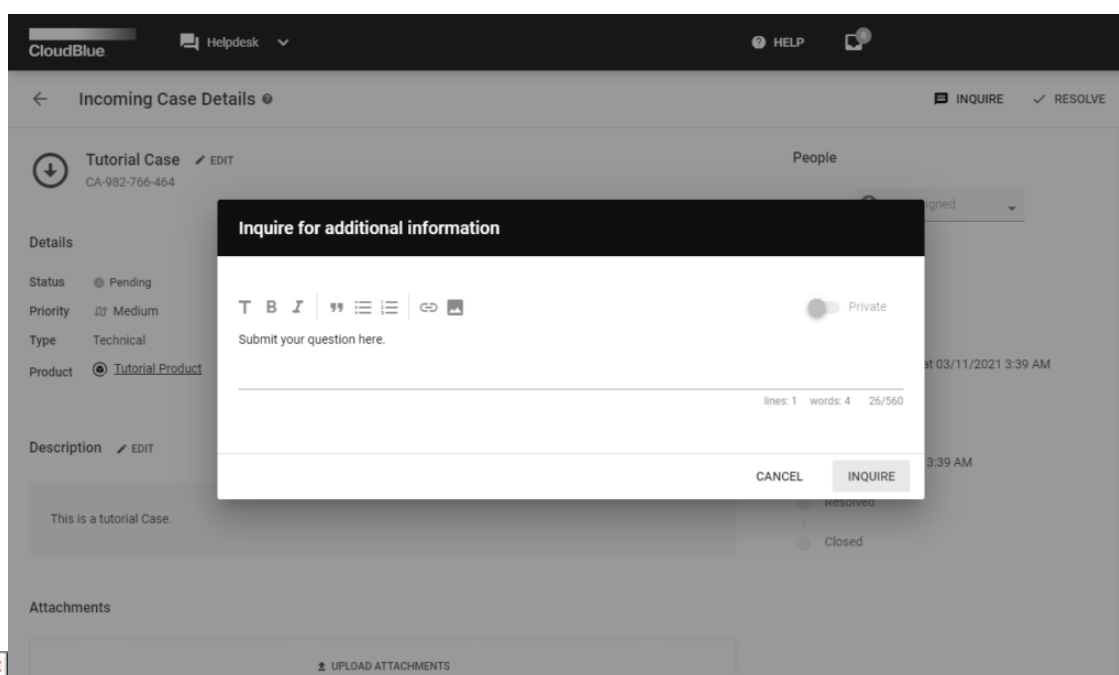 CloudBlue
Helpdesk
HELP
Incoming Case Details
INQUIRE
RESOLVE
Tutorial Case
EDIT
CA-982-766-464
People
Inquire for additional information
Details
Status Pending
Priority Medium
Type Technical
Product Tutorial Product
Private
Submit your question here.
at 03/11/2021 3:39 AM
lines: 1 words: 4 26/560
Description EDIT
3:39 AM
CANCEL INQUIRE
Resolved
This is a tutorial Case.
Closed
Attachments
UPLOAD ATTACHMENTS